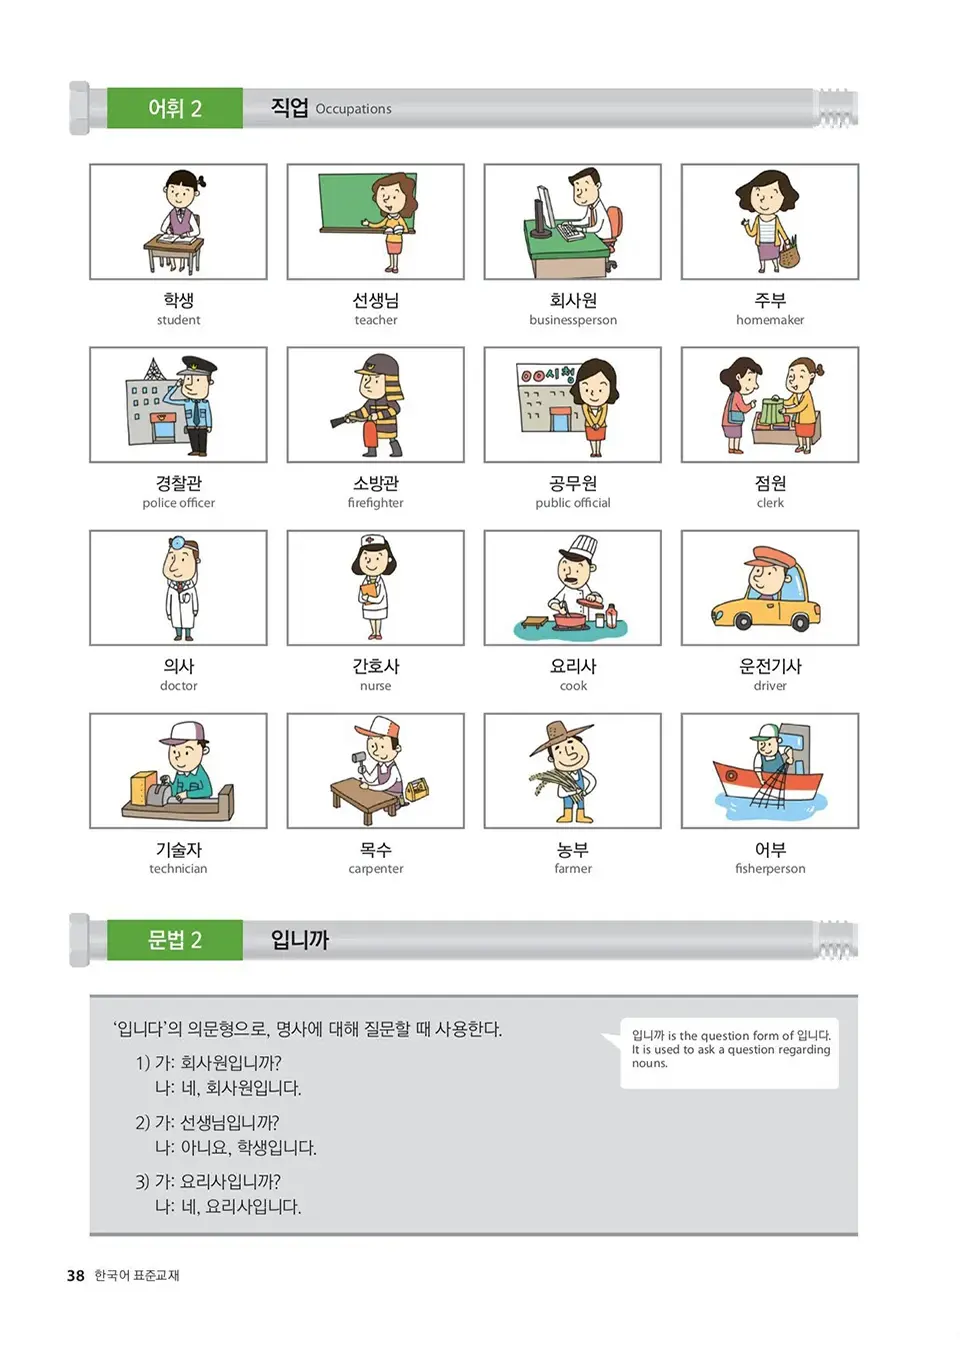 어휘 2 직업 Occupations
학생 선생님 회사원 주부
student teacher businessperson homemaker
시청
경찰관 소방관 공무원 점원
police officer firefighter public official clerk
의사 간호사 요리사 운전기사
doctor nurse cook driver
기술자 목수 농부 어부
technician carpenter farmer fisherperson
문법 2 입니까
‘입니다’의 의문형으로, 명사에 대해 질문할 때 사용한다.
입니까 is the question form of 입니다.
It is used to ask a question regarding
nouns.
1) 가: 회사원입니까?
나: 네, 회사원입니다.
2) 가: 선생님입니까?
나: 아니요, 학생입니다.
3) 가: 요리사입니까?
나: 네, 요리사입니다.
38 한국어 표준교재